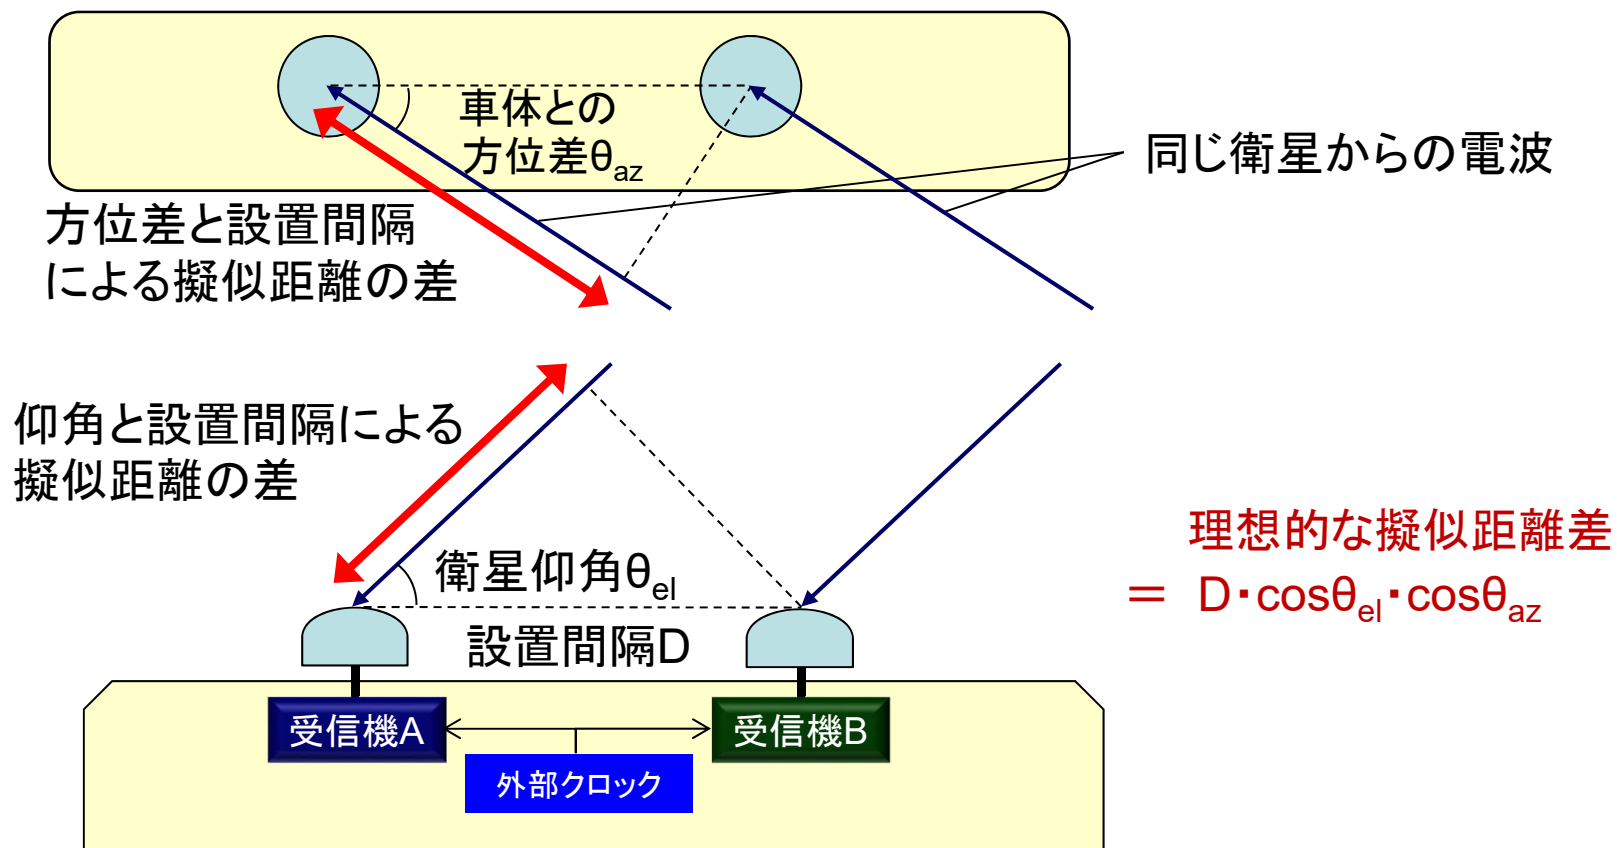 車体との
方位差θaz
同じ衛星からの電波
方位差と設置間隔
による擬似距離の差
仰角と設置間隔による
擬似距離の差
衛星仰角θel
設置間隔D
理想的な擬似距離差
＝ D・cosθel・cosθaz
受信機A
受信機B
外部クロック